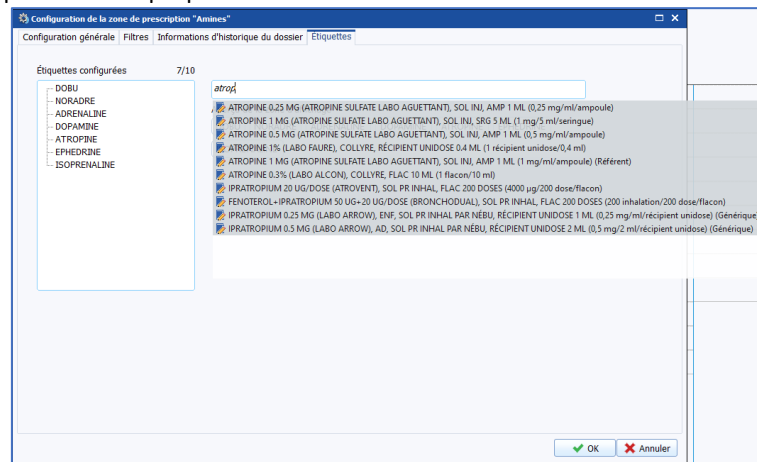 Configuration de la zone de prescription "Amines"
Configuration générale Filtres Informations d'historique du dossier Étiquettes
Étiquettes configurées 7/10
atrop
DOBU
NORADRE
ADRENALINE
DOPAMINE
ATROPINE
EPHEDRINE
ISOPRENALINE
ATROPINE 0.25 MG (ATROPINE SULFATE LABO AGUETTANT), SOL INJ, AMP 1 ML (0,25 mg/ml/ampoule)
ATROPINE 1 MG (ATROPINE SULFATE LABO AGUETTANT), SOL INJ, SRG 5 ML (1 mg/5 ml/seringue)
ATROPINE 0.5 MG (ATROPINE SULFATE LABO AGUETTANT), SOL INJ, AMP 1 ML (0,5 mg/ml/ampoule)
ATROPINE 1% (LABO FAURE), COLLYRE, RÉCIPIENT UNIDOSE 0.4 ML (1 récipient unidose/0,4 ml)
ATROPINE 1 MG (ATROPINE SULFATE LABO AGUETTANT), SOL INJ, AMP 1 ML (1 mg/ml/ampoule) (Référent)
ATROPINE 0.3% (LABO ALCON), COLLYRE, FLAC 10 ML (1 flacon/10 ml)
IPRATROPIUM 20 UG/DOSE (ATROVENT), SOL PR INHAL, FLAC 200 DOSES (4000 µg/200 dose/flacon)
FENOTEROL+IPRATROPIUM 50 UG+20 UG/DOSE (BRONCHODUAL), SOL PR INHAL, FLAC 200 DOSES (200 inhalation/200 dose/flacon)
IPRATROPIUM 0.25 MG (LABO ARROW), ENF, SOL PR INHAL PAR NÉBU, RÉCIPIENT UNIDOSE 1 ML (0,25 mg/ml/récipient unidose) (Générique
IPRATROPIUM 0.5 MG (LABO ARROW), AD, SOL PR INHAL PAR NÉBU, RÉCIPIENT UNIDOSE 2 ML (0,5 mg/2 ml/récipient unidose) (Générique)
OK Annuler